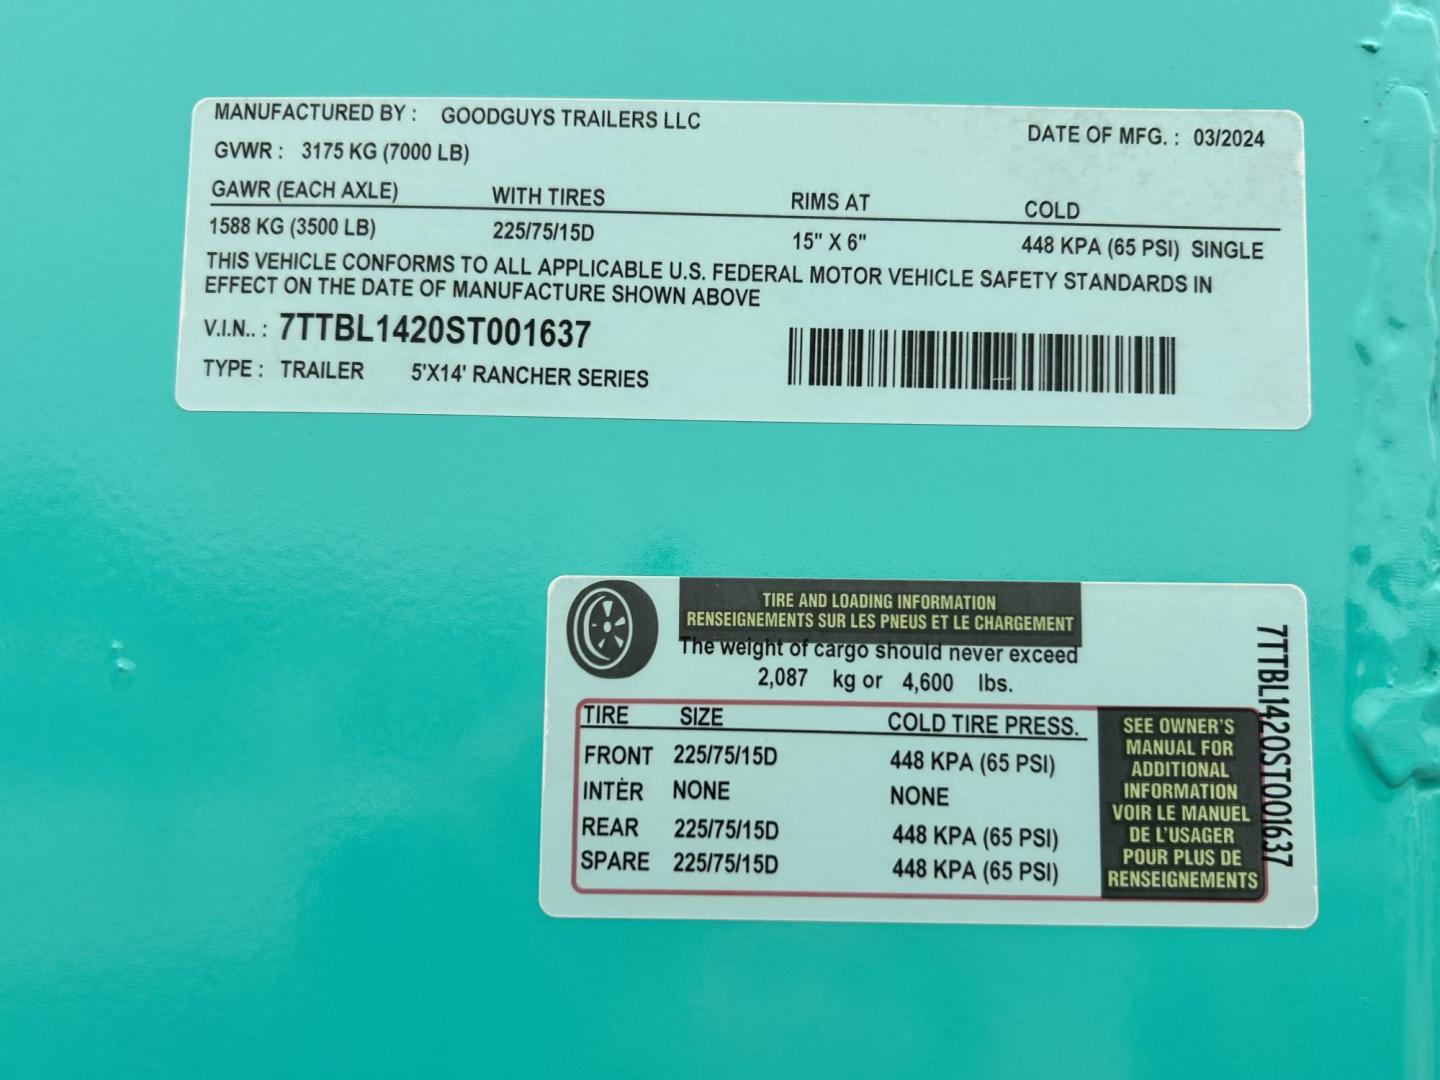 MANUFACTURED BY : GOODGUYS TRAILERS LLC DATE OF MFG. : 03/2024
GVWR : 3175 KG (7000 LB)
GAWR (EACH AXLE) WITH TIRES RIMS AT COLD
1588 KG (3500 LB) 225/75/15D 15" X 6" 448 KPA (65 PSI) SINGLE
THIS VEHICLE CONFORMS TO ALL APPLICABLE U.S. FEDERAL MOTOR VEHICLE SAFETY STANDARDS IN
EFFECT ON THE DATE OF MANUFACTURE SHOWN ABOVE
V.I.N.. : 7TTBL1420ST001637
TYPE : TRAILER 5'X14' RANCHER SERIES
TIRE AND LOADING INFORMATION
RENSEIGNEMENTS SUR LES PNEUS ET LE CHARGEMENT
The weight of cargo should never exceed
2,087 kg or 4,600 lbs.
TIRE SIZE COLD TIRE PRESS.
FRONT 225/75/15D 448 KPA (65 PSI)
INTER NONE NONE
REAR 225/75/15D 448 KPA (65 PSI)
SPARE 225/75/15D 448 KPA (65 PSI)
SEE OWNER'S
MANUAL FOR
ADDITIONAL
INFORMATION
VOIR LE MANUEL
DE L'USAGER
POUR PLUS DE
RENSEIGNEMENTS
7TTBL1420ST001637